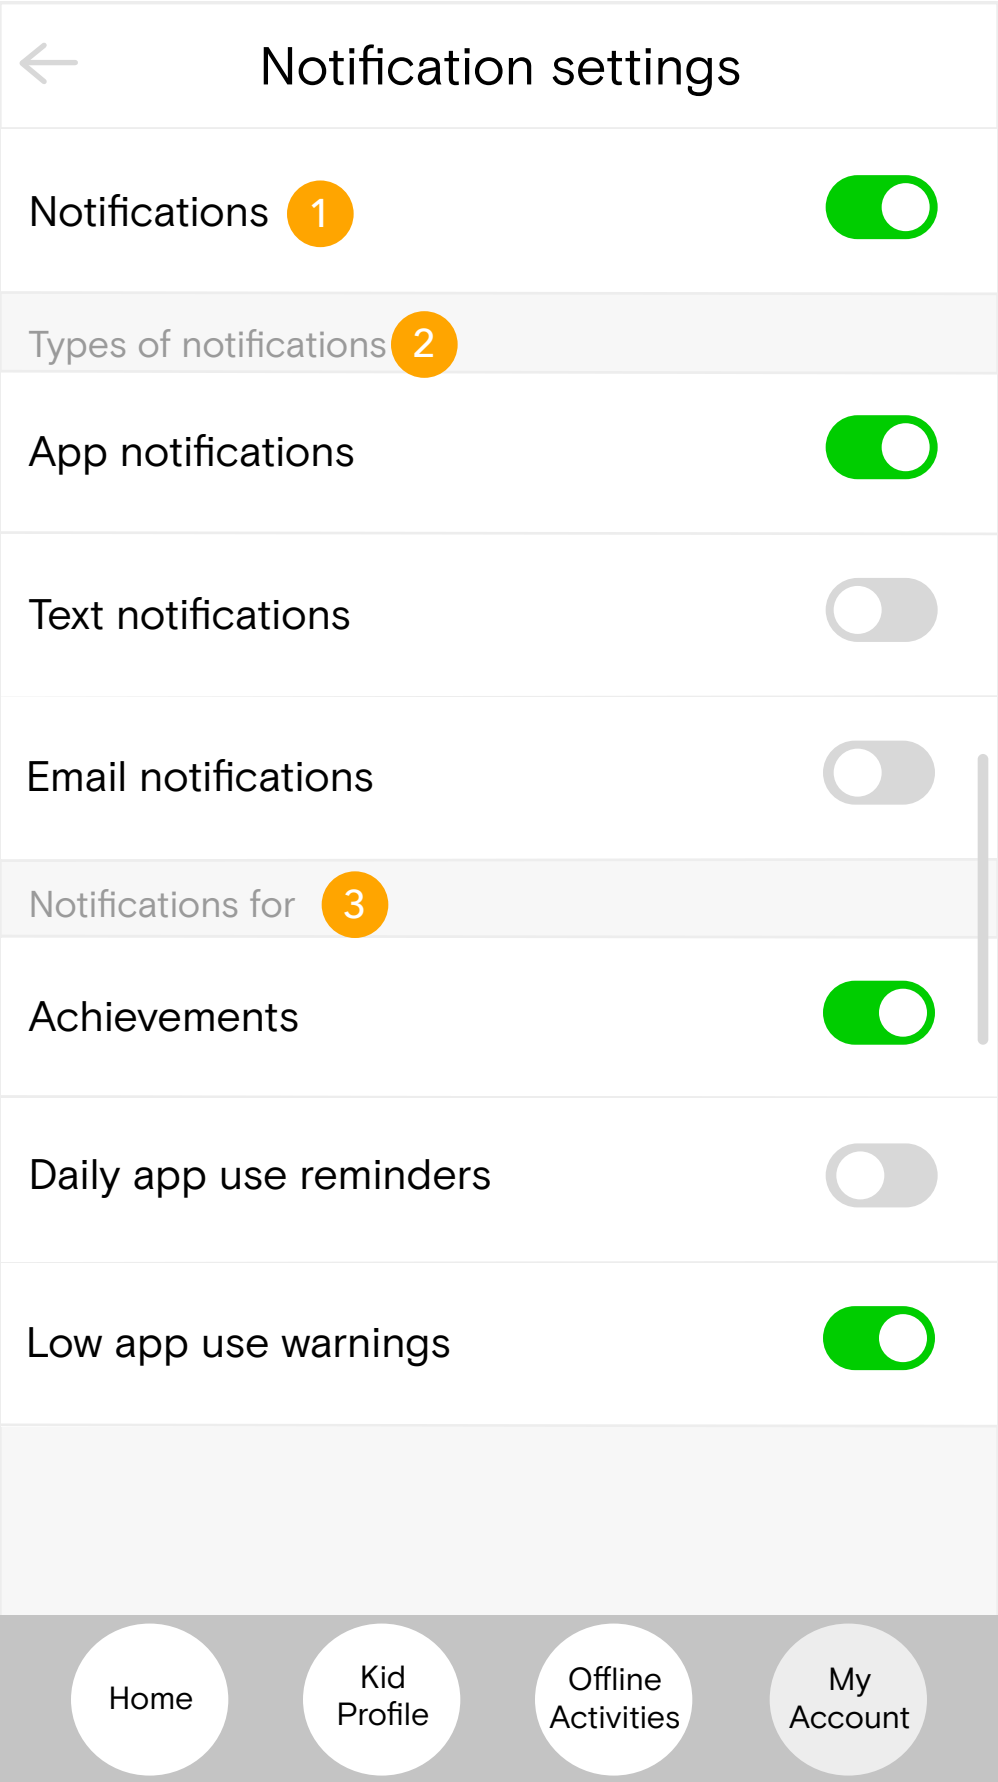 Notification settings
Notifications 1
Types of notifications 2
App notifications
Text notifications
Email notifications
Notifications for 3
Achievements
Daily app use reminders
Low app use warnings
Home
Kid
Profile
Offline
Activities
My
Account